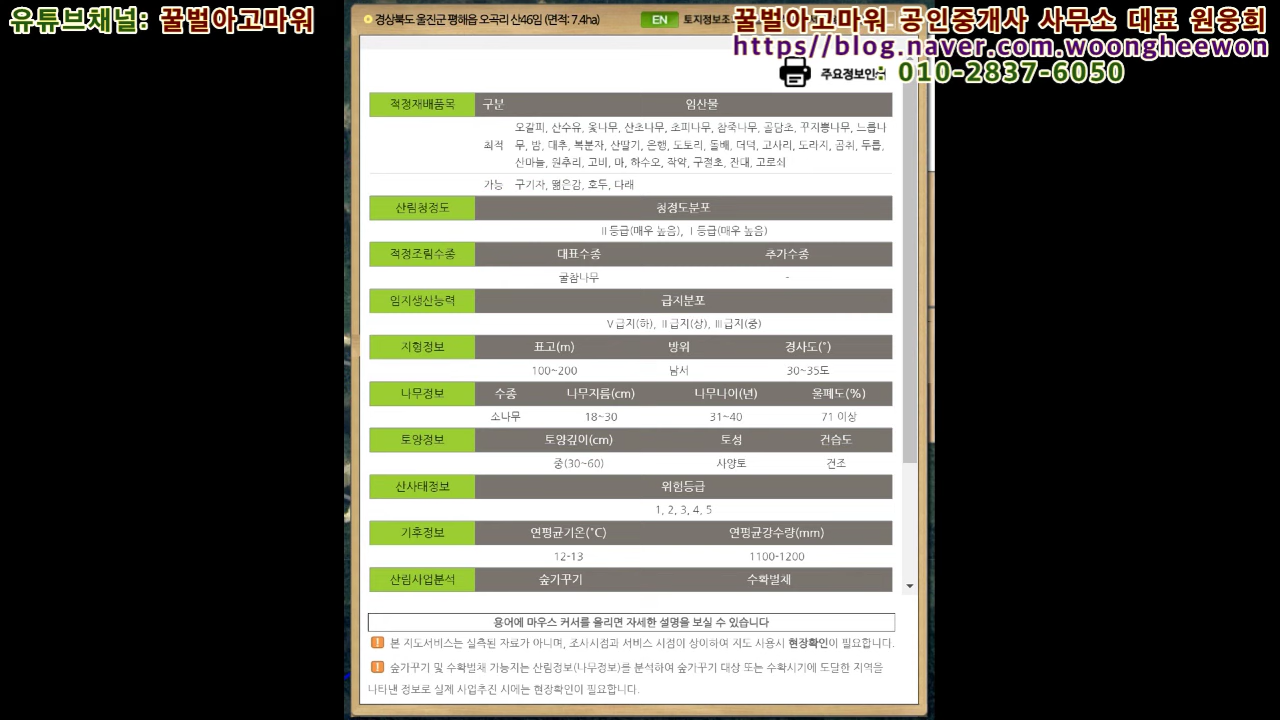 유튜브채널: 꿀벌아고마워
경상북도 울진군 평해읍 오곡리 산46임 (면적: 7.4ha)
EN 토지정보조
꿀벌아고마워 공인중개사 사무소 대표 원웅희
https//blog.naver.com.woongheewon
: 010-2837-6050
주요정보인쇄
적정재배품목 구분 임산물
최적 오갈피, 산수유, 옻나무, 산초나무, 초피나무, 참죽나무, 골담초, 꾸지뽕나무, 느릅나
무, 밤, 대추, 복분자, 산딸기, 은행, 도토리, 돌배, 더덕, 고사리, 도라지, 곰취, 두릅,
산마늘, 원추리, 고비, 마, 하수오, 작약, 구절초, 잔대, 고로쇠
가능 구기자, 떫은감, 호두, 다래
산림청정도 청정도분포
Ⅱ등급(매우 높음), Ⅰ등급(매우 높음)
적정조림수종 대표수종 추가수종
굴참나무 -
임지생산능력 급지분포
Ⅴ급지(하), Ⅱ급지(상), Ⅲ급지(중)
지형정보 표고(m) 방위 경사도(°)
100~200 남서 30~35도
나무정보 수종 나무지름(cm) 나무나이(년) 울폐도(%)
소나무 18~30 31~40 71 이상
토양정보 토양깊이(cm) 토성 건습도
중(30~60) 사양토 건조
산사태정보 위험등급
1, 2, 3, 4, 5
기후정보 연평균기온(°C) 연평균강수량(mm)
12-13 1100-1200
산림사업분석 숲가꾸기 수확벌채
용어에 마우스 커서를 올리면 자세한 설명을 보실 수 있습니다
본 지도서비스는 실측된 자료가 아니며, 조사시점과 서비스 시점이 상이하여 지도 사용시 현장확인이 필요합니다.
숲가꾸기 및 수확벌채 가능지는 산림정보(나무정보)를 분석하여 숲가꾸기 대상 또는 수확시기에 도달한 지역을
나타낸 정보로 실제 사업추진 시에는 현장확인이 필요합니다.